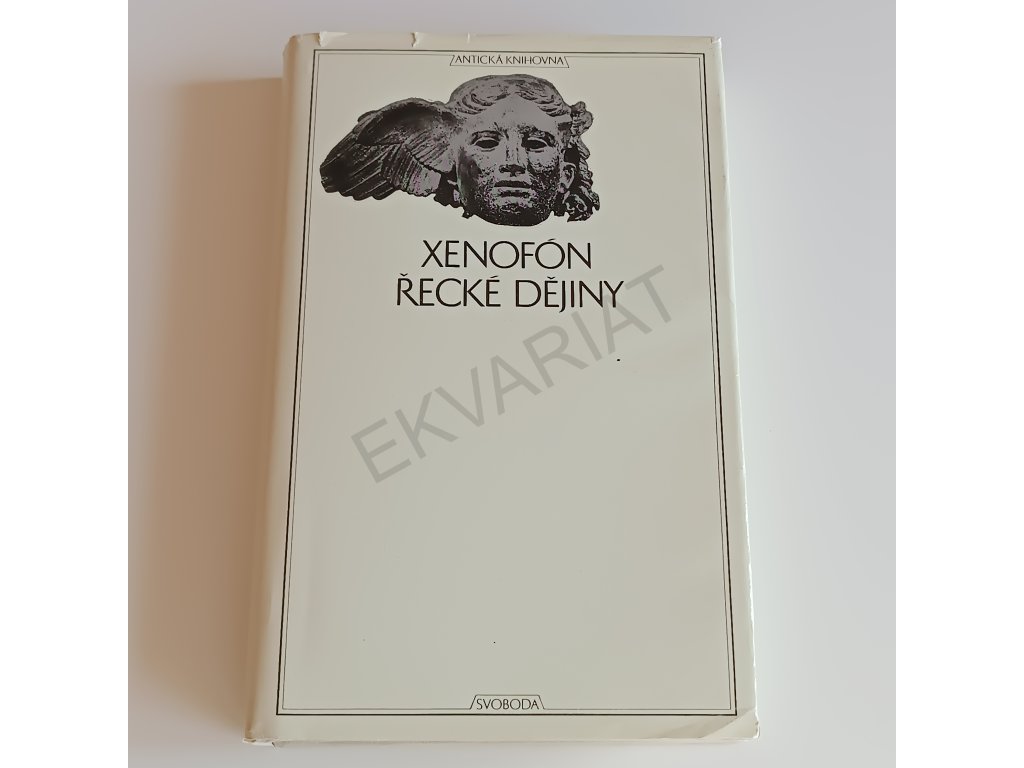 ANTICKÁ KNIHOVNA
XENOFÓN
ŘECKÉ DĚJINY
EKVARIAT
SVOBODA